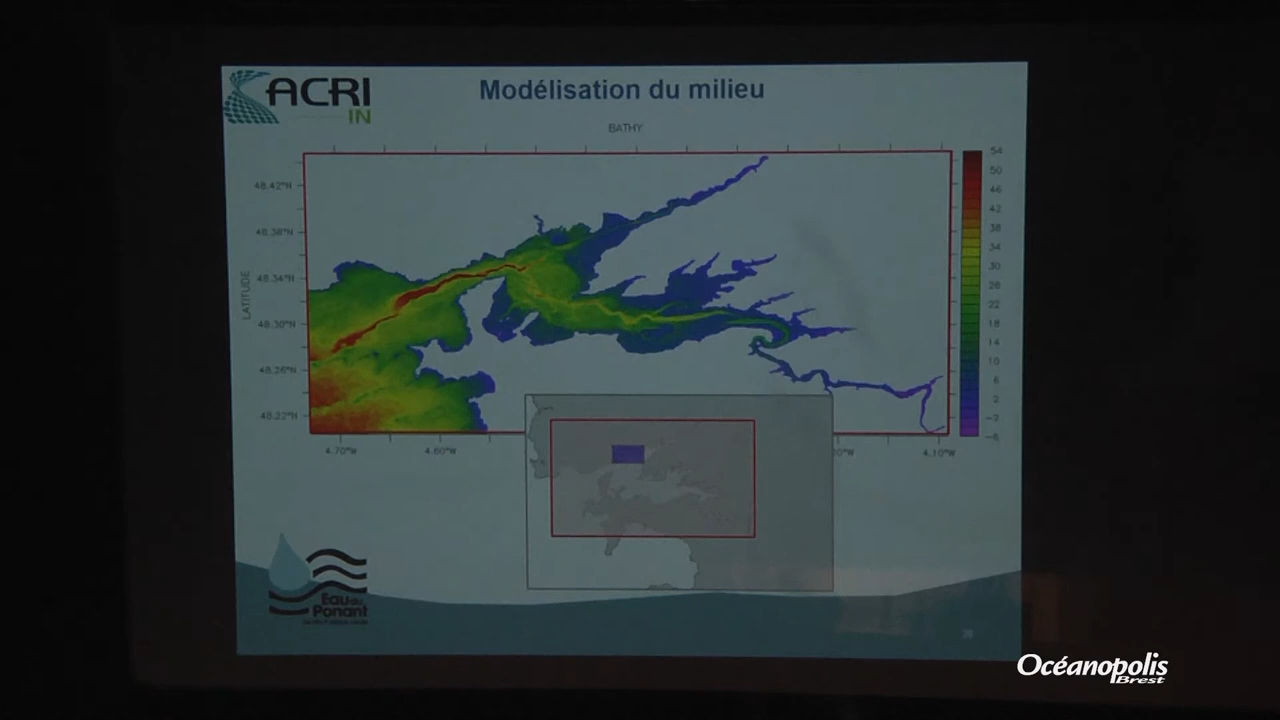 ACRI
IN
Modélisation du milieu
BATHY
LATITUDE
48.42°N
48.38°N
48.34°N
48.30°N
48.26°N
48.22°N
4.70°W
4.60°W
4.10°W
54
50
46
42
38
34
30
26
22
18
14
10
6
2
-2
-6
Eau du
Ponant
Océanopolis
Brest